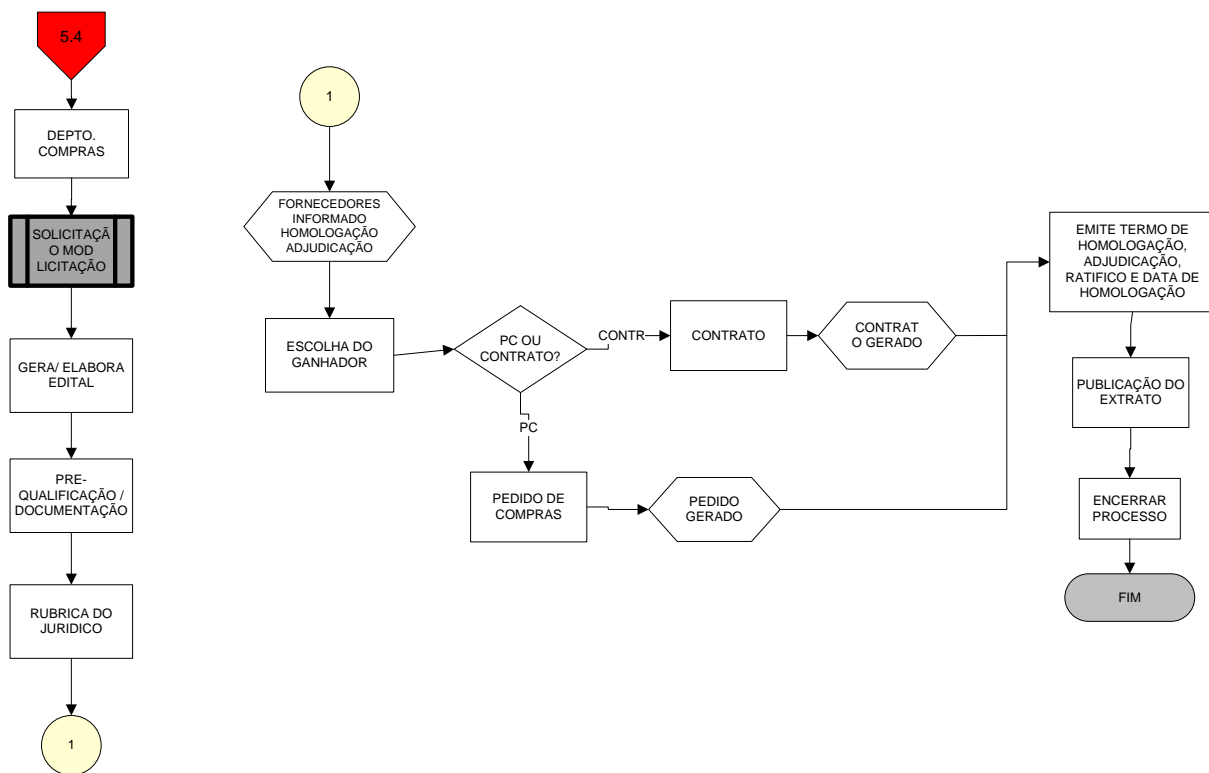 5.4
DEPTO.
COMPRAS
SOLICITAÇÃ
O MOD
LICITAÇÃO
GERA/ ELABORA
EDITAL
PRE-
QUALIFICAÇÃO /
DOCUMENTAÇÃO
RUBRICA DO
JURIDICO
1
1
FORNECEDORES
INFORMADO
HOMOLOGAÇÃO
ADJUDICAÇÃO
ESCOLHA DO
GANHADOR
PC OU
CONTRATO?
CONTR
CONTRATO
CONTRAT
O GERADO
PC
PEDIDO DE
COMPRAS
PEDIDO
GERADO
EMITE TERMO DE
HOMOLOGAÇÃO,
ADJUDICAÇÃO,
RATIFICO E DATA DE
HOMOLOGAÇÃO
PUBLICAÇÃO DO
EXTRATO
ENCERRAR
PROCESSO
FIM